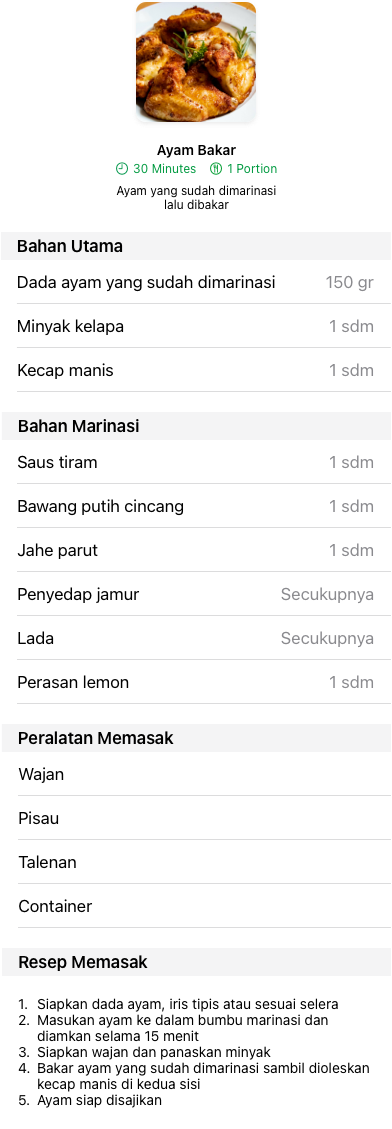 Ayam Bakar
30 Minutes 1 Portion
Ayam yang sudah dimarinasi
lalu dibakar
Bahan Utama
Dada ayam yang sudah dimarinasi 150 gr
Minyak kelapa 1 sdm
Kecap manis 1 sdm
Bahan Marinasi
Saus tiram 1 sdm
Bawang putih cincang 1 sdm
Jahe parut 1 sdm
Penyedap jamur Secukupnya
Lada Secukupnya
Perasan lemon 1 sdm
Peralatan Memasak
Wajan
Pisau
Talenan
Container
Resep Memasak
1. Siapkan dada ayam, iris tipis atau sesuai selera
2. Masukan ayam ke dalam bumbu marinasi dan
diamkan selama 15 menit
3. Siapkan wajan dan panaskan minyak
4. Bakar ayam yang sudah dimarinasi sambil dioleskan
kecap manis di kedua sisi
5. Ayam siap disajikan